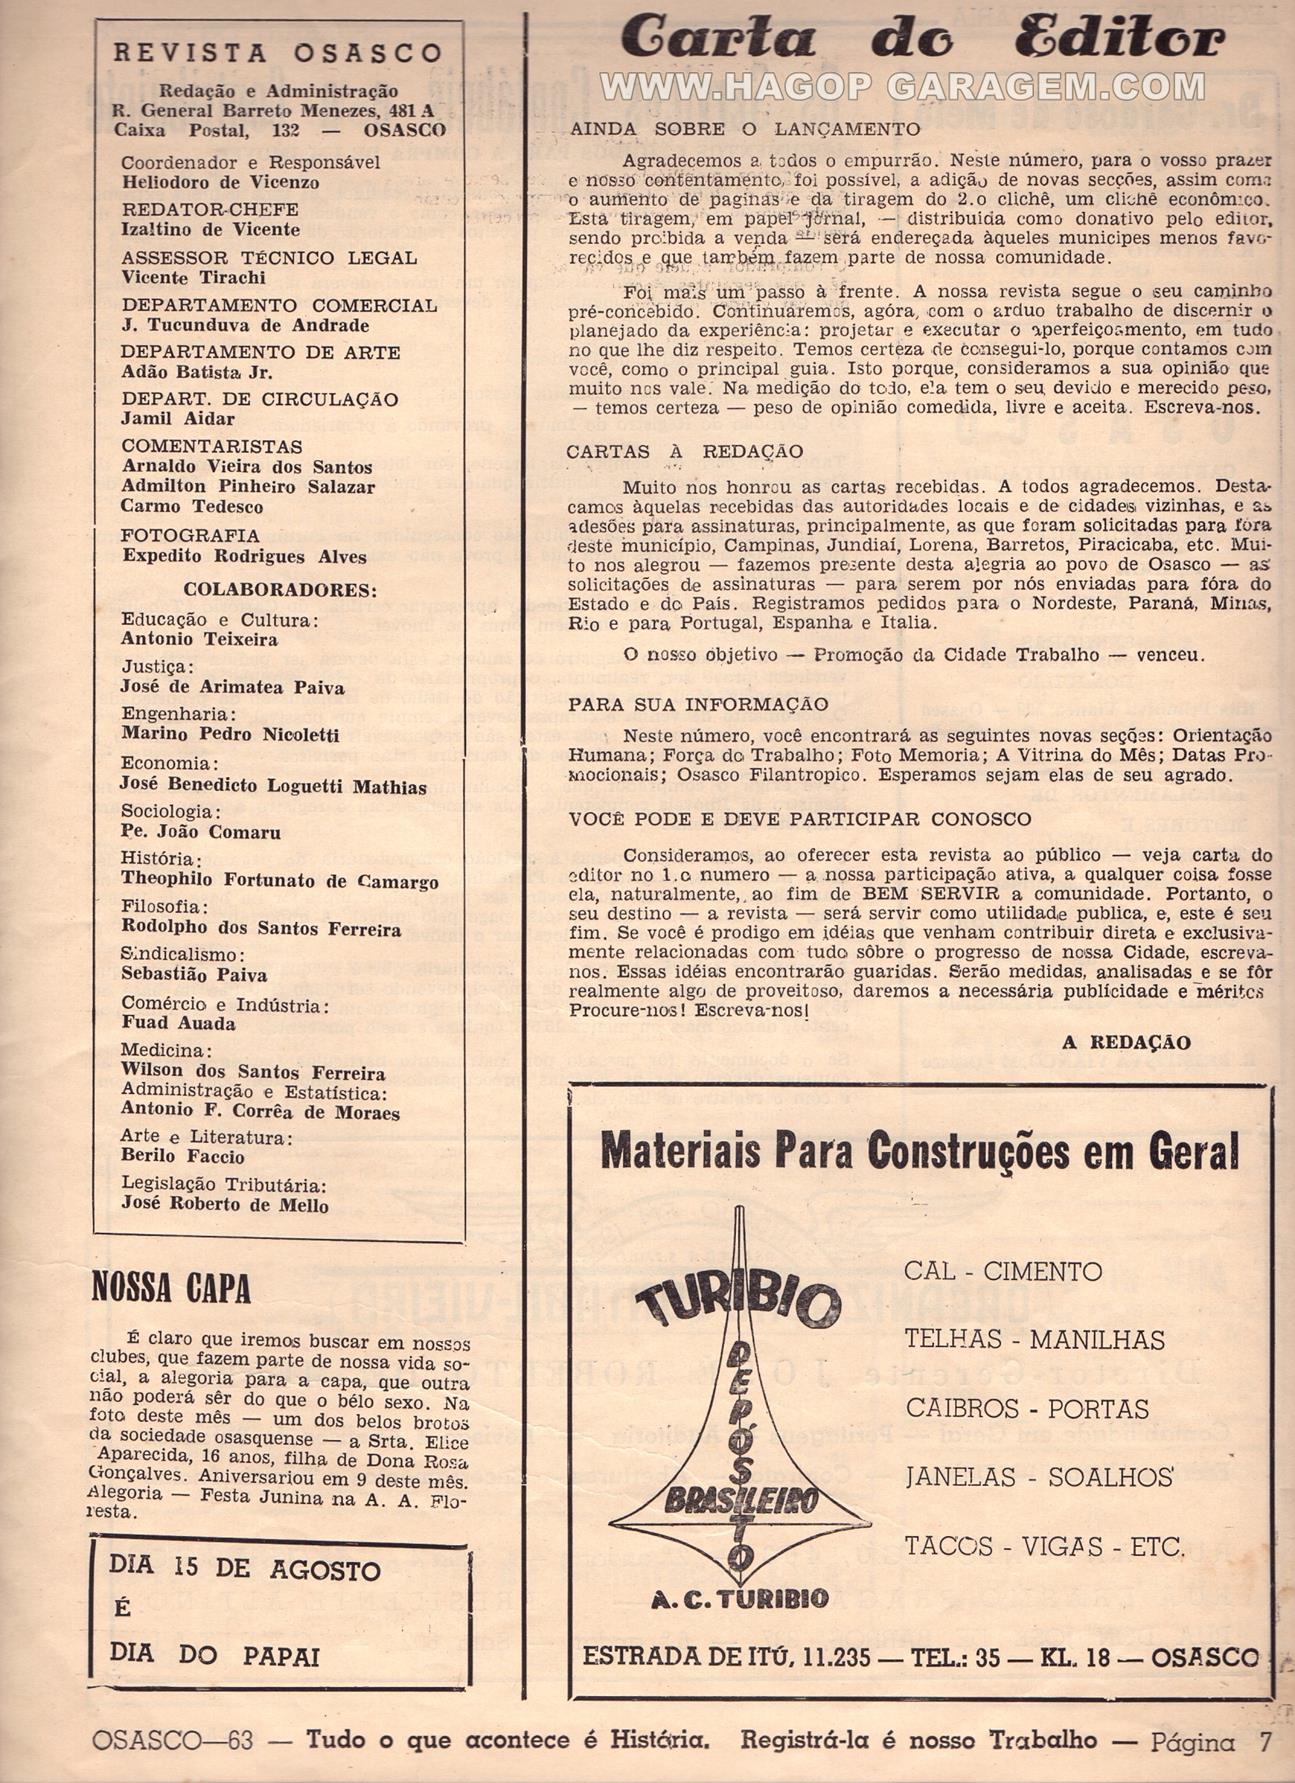 REVISTA OSASCO
Redação e Administração
R. General Barreto Menezes, 481 A
Caixa Postal, 132 — OSASCO
Coordenador e Responsável
Heliodoro de Vicenzo
REDATOR-CHEFE
Izaltino de Vicente
ASSESSOR TÉCNICO LEGAL
Vicente Tirachi
DEPARTAMENTO COMERCIAL
J. Tucunduva de Andrade
DEPARTAMENTO DE ARTE
Adão Batista Jr.
DEPART. DE CIRCULAÇÃO
Jamil Aidar
COMENTARISTAS
Arnaldo Vieira dos Santos
Admilton Pinheiro Salazar
Carmo Tedesco
FOTOGRAFIA
Expedito Rodrigues Alves
COLABORADORES:
Educação e Cultura:
Antonio Teixeira
Justiça:
José de Arimatea Paiva
Engenharia:
Marino Pedro Nicoletti
Economia:
José Benedicto Loguetti Mathias
Sociologia:
Pe. João Comaru
História:
Theophilo Fortunato de Camargo
Filosofia:
Rodolpho dos Santos Ferreira
Sindicalismo:
Sebastião Paiva
Comércio e Indústria:
Fuad Auada
Medicina:
Wilson dos Santos Ferreira
Administração e Estatística:
Antonio F. Corrêa de Moraes
Arte e Literatura:
Berilo Faccio
Legislação Tributária:
José Roberto de Mello
NOSSA CAPA
É claro que iremos buscar em nossos
clubes, que fazem parte de nossa vida so-
cial, a alegoria para a capa, que outra
não poderá sêr do que o bélo sexo. Na
foto deste mês — um dos belos brotos
da sociedade osasquense — a Srta. Elice
Aparecida, 16 anos, filha de Dona Rosa
Gonçalves. Aniversariou em 9 deste mês.
Alegoria — Festa Junina na A. A. Flo-
resta.
DIA 15 DE AGOSTO
É
DIA DO PAPAI
Carta do Editor
WWW.HAGOP GARAGEM.COM
AINDA SOBRE O LANÇAMENTO
Agradecemos a todos o empurrão. Neste número, para o vosso prazer
e nosso contentamento, foi possível, a adição de novas secções, assim como
o aumento de paginas e da tiragem do 2.o clichê, um clichê econômico.
Esta tiragem, em papel jornal, — distribuida como donativo pelo editor,
sendo proibida a venda — será endereçada àqueles municipes menos favo-
recidos e que também fazem parte de nossa comunidade.
Foi mais um passo à frente. A nossa revista segue o seu caminho
pré-concebido. Continuaremos, agóra, com o arduo trabalho de discernir o
planejado da experiência: projetar e executar o aperfeiçoamento, em tudo
no que lhe diz respeito. Temos certeza de consegui-lo, porque contamos com
você, como o principal guia. Isto porque, consideramos a sua opinião que
muito nos vale. Na medição do todo, ela tem o seu devido e merecido peso,
— temos certeza — peso de opinião comedida, livre e aceita. Escreva-nos.
CARTAS À REDAÇÃO
Muito nos honrou as cartas recebidas. A todos agradecemos. Desta-
camos àquelas recebidas das autoridades locais e de cidades vizinhas, e as
adesões para assinaturas, principalmente, as que foram solicitadas para fóra
deste município, Campinas, Jundiaí, Lorena, Barretos, Piracicaba, etc. Mui-
to nos alegrou — fazemos presente desta alegria ao povo de Osasco — as
solicitações de assinaturas — para serem por nós enviadas para fóra do
Estado e do País. Registramos pedidos para o Nordeste, Paraná, Minas,
Rio e para Portugal, Espanha e Italia.
O nosso objetivo — Promoção da Cidade Trabalho — venceu.
PARA SUA INFORMAÇÃO
Neste número, você encontrará as seguintes novas seções: Orientação
Humana; Força do Trabalho; Foto Memoria; A Vitrina do Mês; Datas Pro-
mocionais; Osasco Filantropico. Esperamos sejam elas de seu agrado.
VOCÊ PODE E DEVE PARTICIPAR CONOSCO
Consideramos, ao oferecer esta revista ao público — veja carta do
editor no 1.o numero — a nossa participação ativa, a qualquer coisa fosse
ela, naturalmente, ao fim de BEM SERVIR a comunidade. Portanto, o
seu destino — a revista — será servir como utilidade publica, e, este é seu
fim. Se você é prodigo em idéias que venham contribuir direta e exclusiva-
mente relacionadas com tudo sôbre o progresso de nossa Cidade, escreva-
nos. Essas idéias encontrarão guaridas. Serão medidas, analisadas e se fôr
realmente algo de proveitoso, daremos a necessária publícidade e méritos
Procure-nos! Escreva-nos!
A REDAÇÃO
Materiais Para Construções em Geral
TURIBIO
DEPÓSITO
BRASILEIRO
A. C. TURIBIO
CAL - CIMENTO
TELHAS - MANILHAS
CAIBROS - PORTAS
JANELAS - SOALHOS
TACOS - VIGAS - ETC.
ESTRADA DE ITÚ, 11.235 — TEL.: 35 — KL. 18 — OSASCO
OSASCO—63 — Tudo o que acontece é História. Registrá-la é nosso Trabalho — Página 7